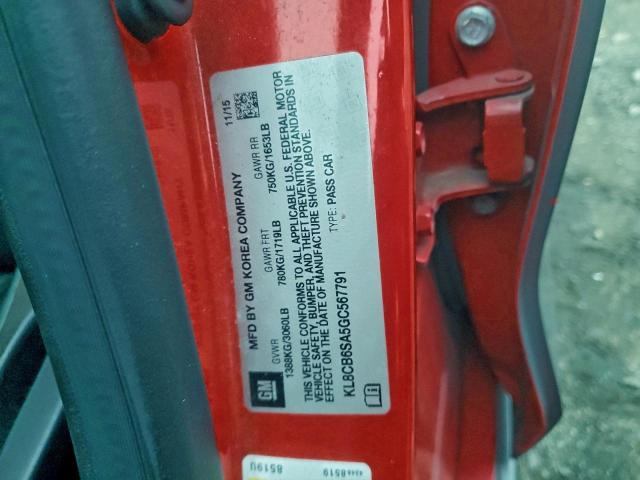 MFD BY GM KOREA COMPANY 11/15
GVWR GAWR FRT GAWR RR
1388KG/3060LB 780KG/1719LB 750KG/1653LB
THIS VEHICLE CONFORMS TO ALL APPLICABLE U.S. FEDERAL MOTOR
VEHICLE SAFETY, BUMPER, AND THEFT PREVENTION STANDARDS IN
EFFECT ON THE DATE OF MANUFACTURE SHOWN ABOVE.
TYPE: PASS CAR
KL8CB6SA5GC567791
GM
8519U
8519